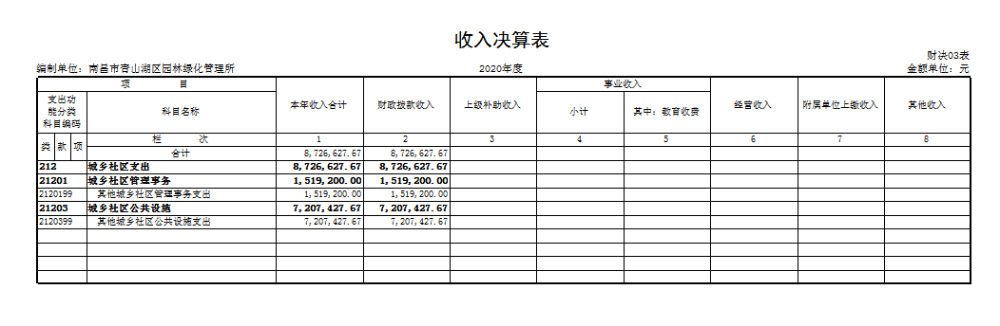 收入决算表
财决03表
编制单位：南昌市青山湖区园林绿化管理所 2020年度 金额单位：元
项 目 本年收入合计 财政拨款收入 上级补助收入 事业收入 经营收入 附属单位上缴收入 其他收入
支出功能分类科目编码 科目名称 小计 其中：教育收费
类 款 项 栏 次 1 2 3 4 5 6 7 8
合计 8,726,627.67 8,726,627.67
212 城乡社区支出 8,726,627.67 8,726,627.67
21201 城乡社区管理事务 1,519,200.00 1,519,200.00
2120199 其他城乡社区管理事务支出 1,519,200.00 1,519,200.00
21203 城乡社区公共设施 7,207,427.67 7,207,427.67
2120399 其他城乡社区公共设施支出 7,207,427.67 7,207,427.67